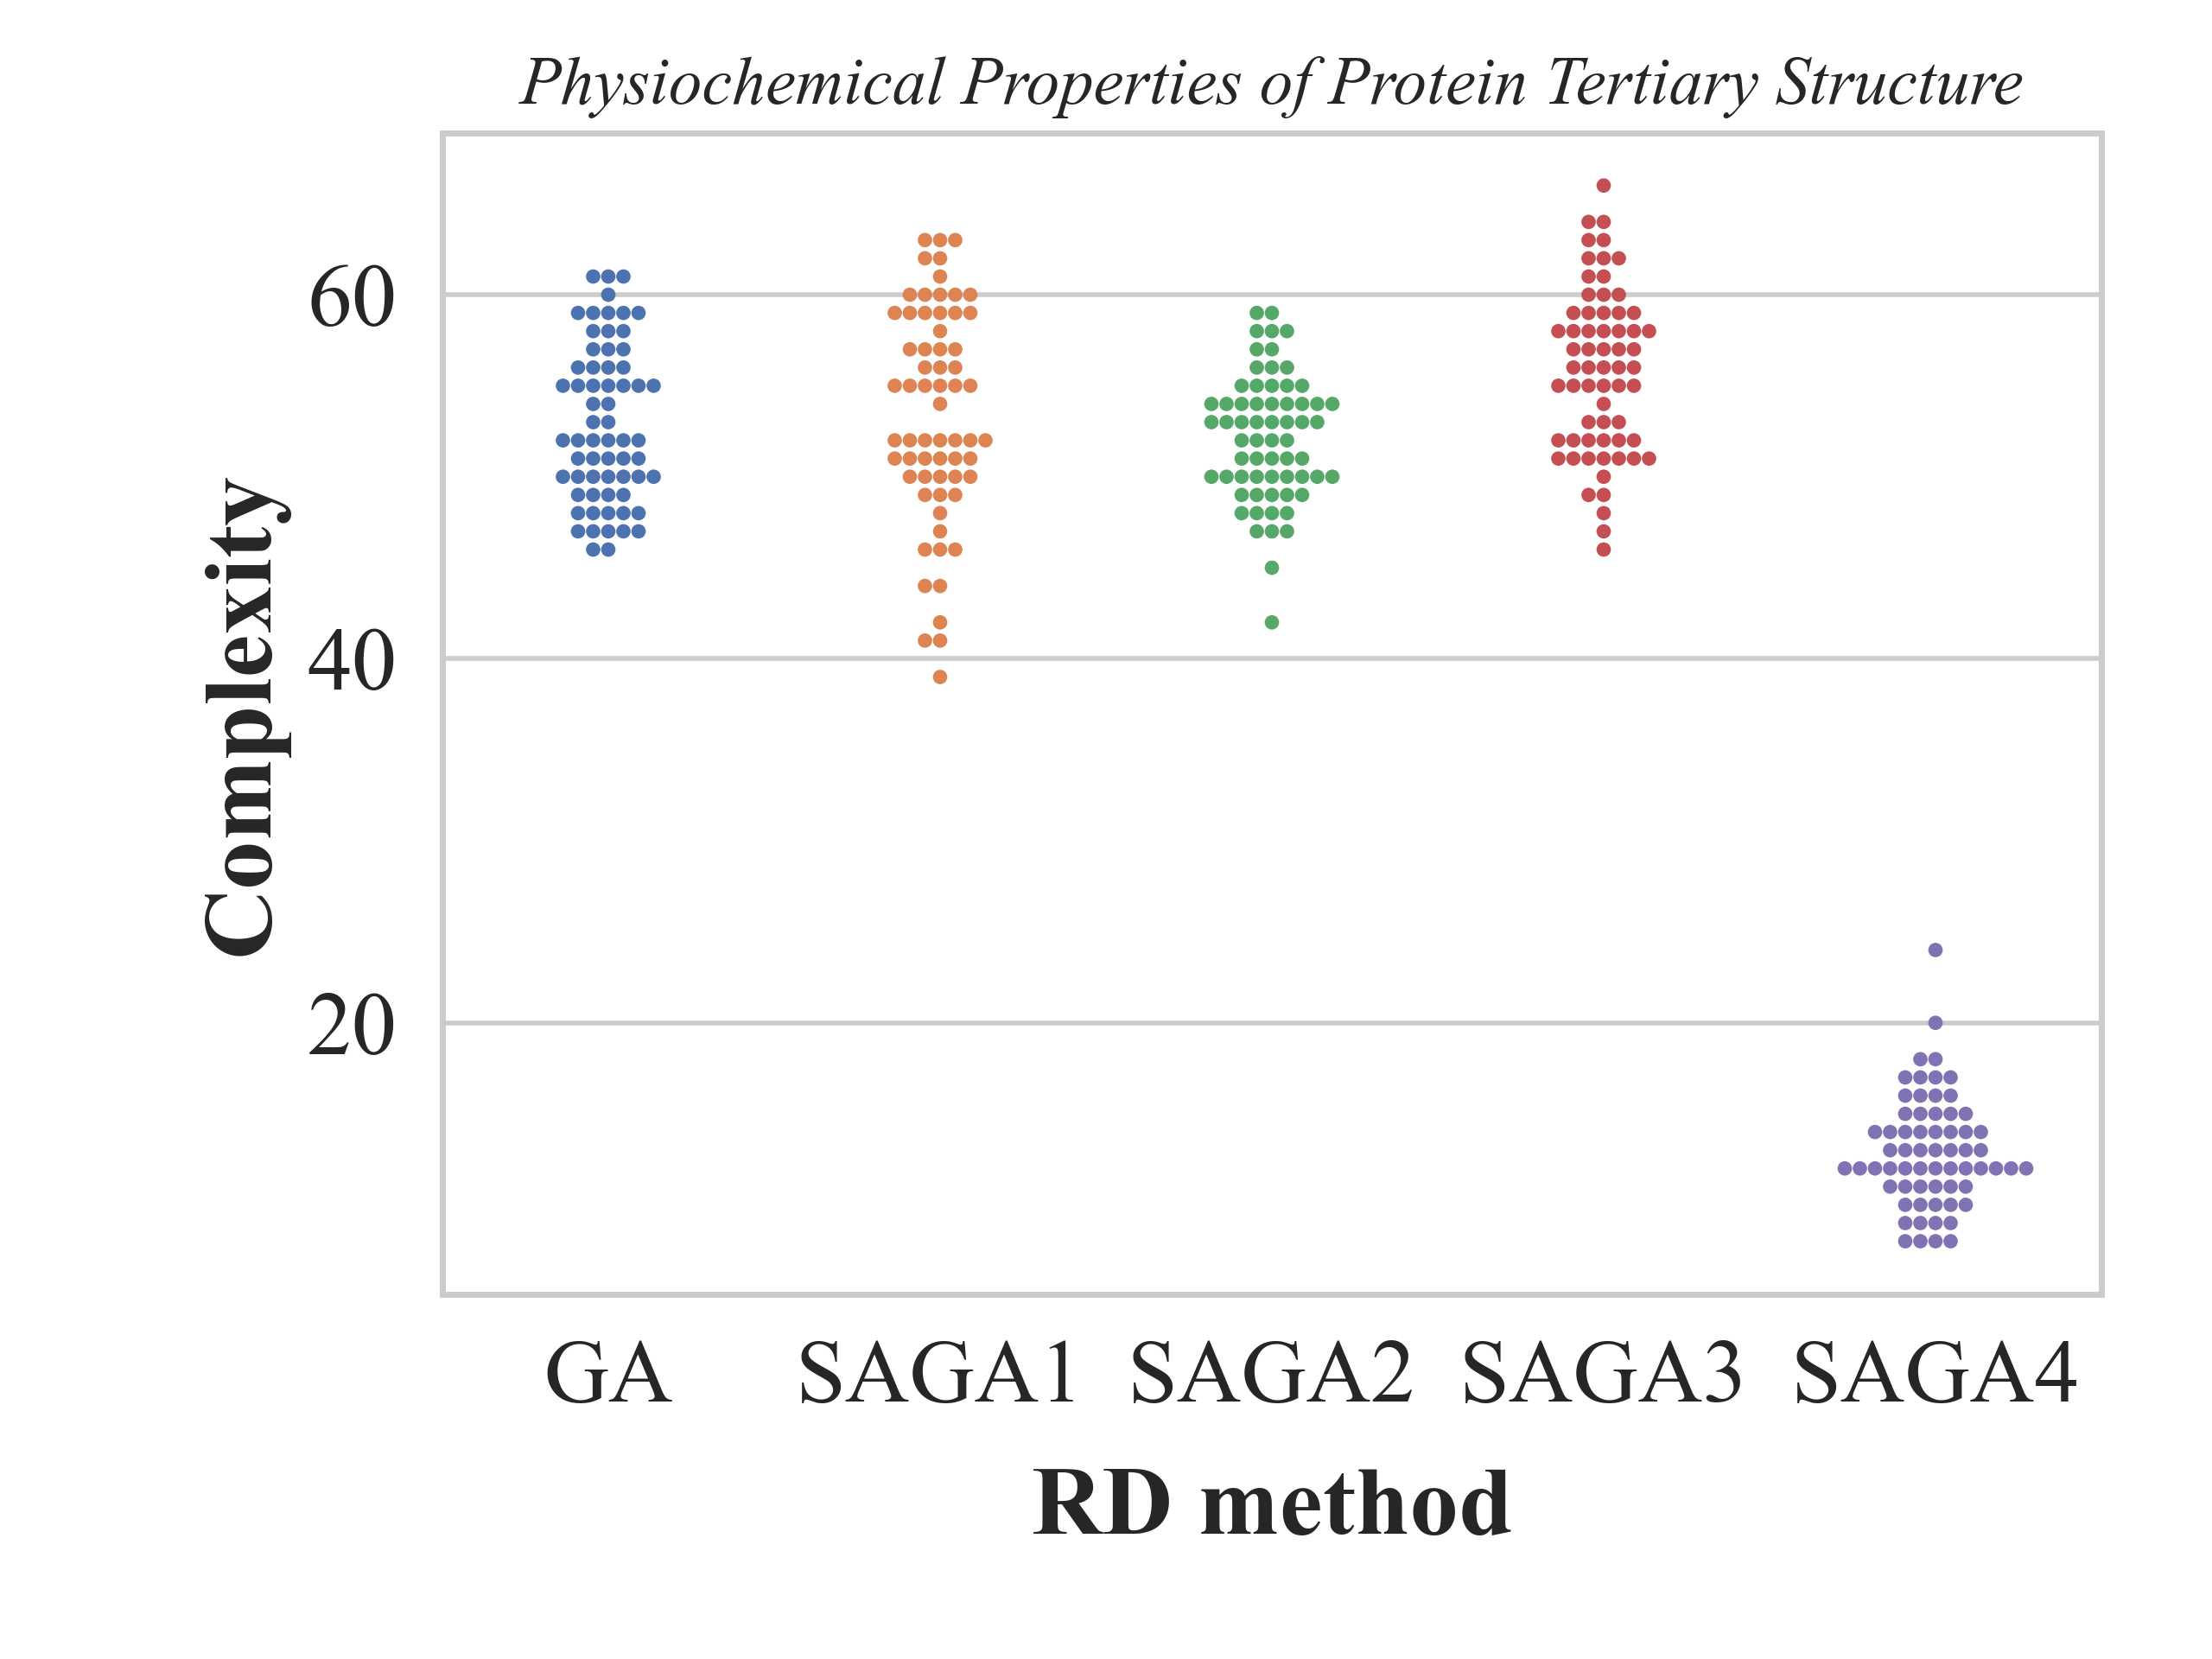 Physiochemical Properties of Protein Tertiary Structure
Complexity
60
40
20
GA SAGA1 SAGA2 SAGA3 SAGA4
RD method